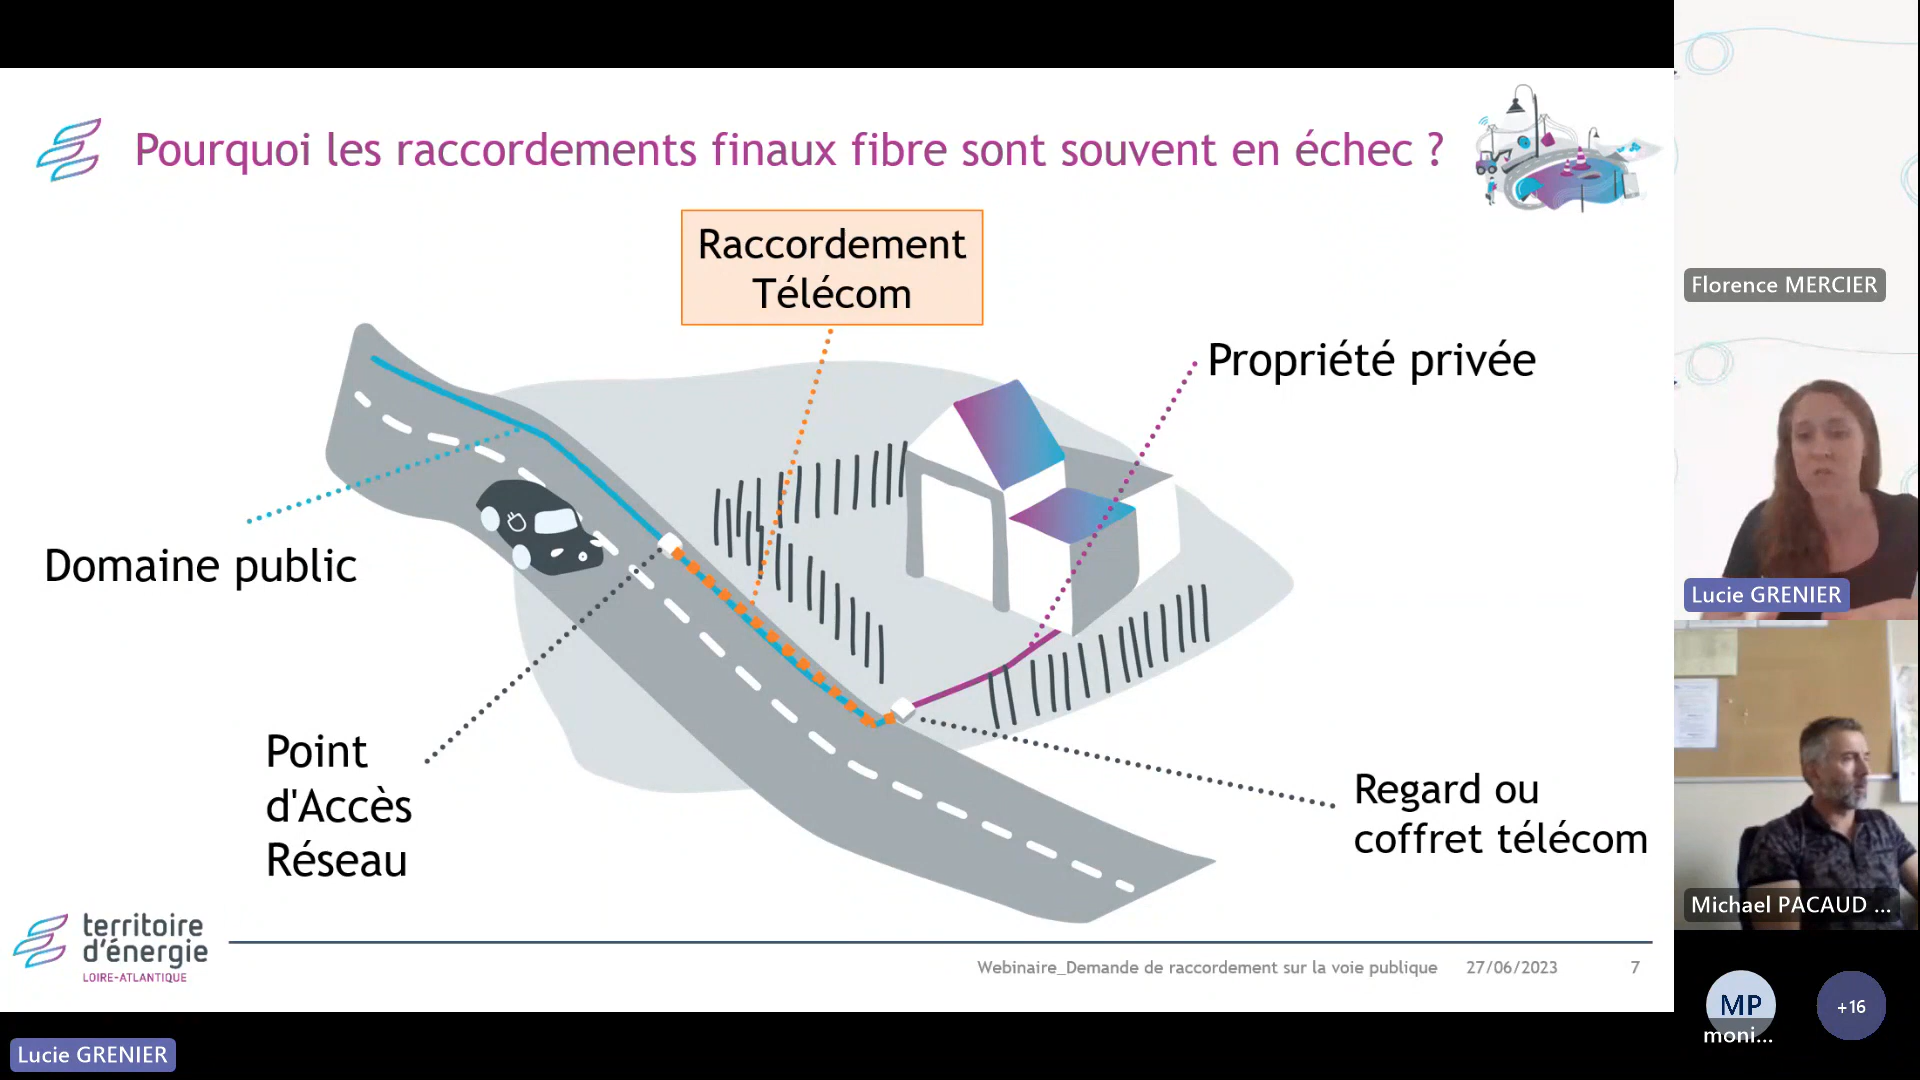 Pourquoi les raccordements finaux fibre sont souvent en échec ?
Raccordement
Télécom
Propriété privée
Domaine public
Point
d'Accès
Réseau
Regard ou
coffret télécom
territoire
d'énergie
LOIRE-ATLANTIQUE
Webinaire_Demande de raccordement sur la voie publique
27/06/2023
7
Florence MERCIER
Lucie GRENIER
Michael PACAUD ...
MP
moni...
+16
Lucie GRENIER